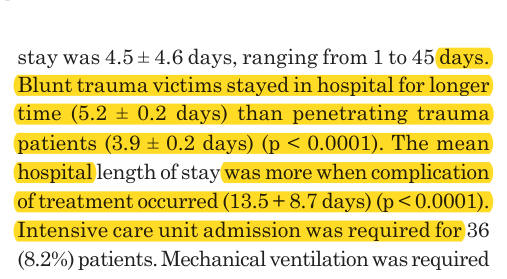 stay was 4.5 ± 4.6 days, ranging from 1 to 45 days.
Blunt trauma victims stayed in hospital for longer
time (5.2 ± 0.2 days) than penetrating trauma
patients (3.9 ± 0.2 days) (p < 0.0001). The mean
hospital length of stay was more when complication
of treatment occurred (13.5 + 8.7 days) (p < 0.0001).
Intensive care unit admission was required for 36
(8.2%) patients. Mechanical ventilation was required